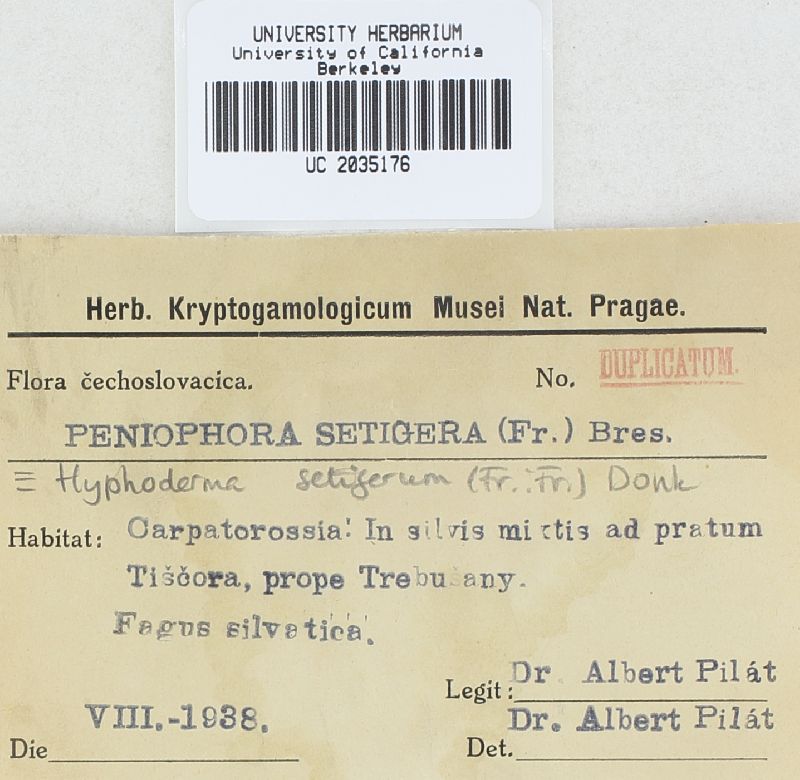 UNIVERSITY HERBARIUM
University of California
Berkeley
UC 2035176
Herb. Kryptogamologicum Musei Nat. Pragae.
Flora čechoslovacica. No. DUPLICATUM.
PENIOPHORA SETIGERA (Fr.) Bres.
≡ Hyphoderma setigerum (Fr.:Fr.) Donk
Habitat: Carpatorossia: In silvis mixtis ad pratum
Tiščora, prope Trebušany.
Fagus silvatica.
Legit: Dr. Albert Pilát
Die VIII.-1938.
Det. Dr. Albert Pilát